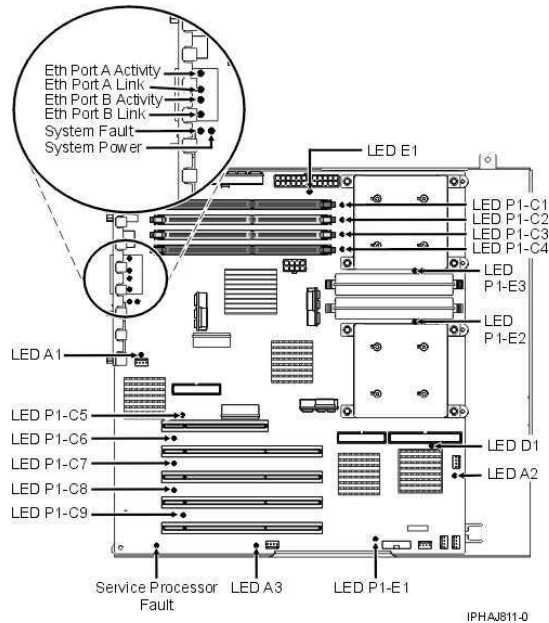 Eth Port A Activity
Eth Port A Link
Eth Port B Activity
Eth Port B Link
System Fault
System Power
LED E1
LED P1-C1
LED P1-C2
LED P1-C3
LED P1-C4
LED
P1-E3
LED
P1-E2
LED A1
LED P1-C5
LED P1-C6
LED P1-C7
LED P1-C8
LED P1-C9
LED D1
LED A2
Service Processor
Fault
LED A3
LED P1-E1
IPHAJ811-0